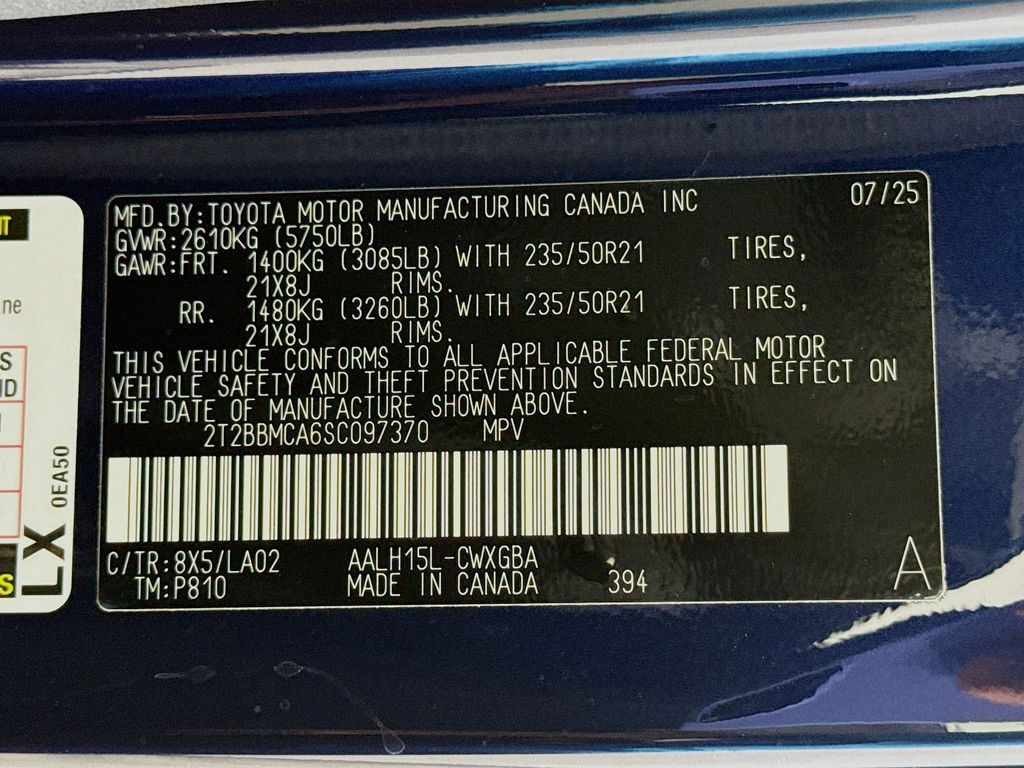 MFD.BY:TOYOTA MOTOR MANUFACTURING CANADA INC 07/25
GVWR:2610KG (5750LB)
GAWR:FRT. 1400KG (3085LB) WITH 235/50R21 TIRES,
21X8J RIMS.
RR. 1480KG (3260LB) WITH 235/50R21 TIRES,
21X8J RIMS.
THIS VEHICLE CONFORMS TO ALL APPLICABLE FEDERAL MOTOR
VEHICLE SAFETY AND THEFT PREVENTION STANDARDS IN EFFECT ON
THE DATE OF MANUFACTURE SHOWN ABOVE.
2T2BBMCA6SC097370 MPV
C/TR:8X5/LA02 AALH15L-CWXGBA
TM:P810 MADE IN CANADA 394 A
ne
S
ND
S
LX 0EA50